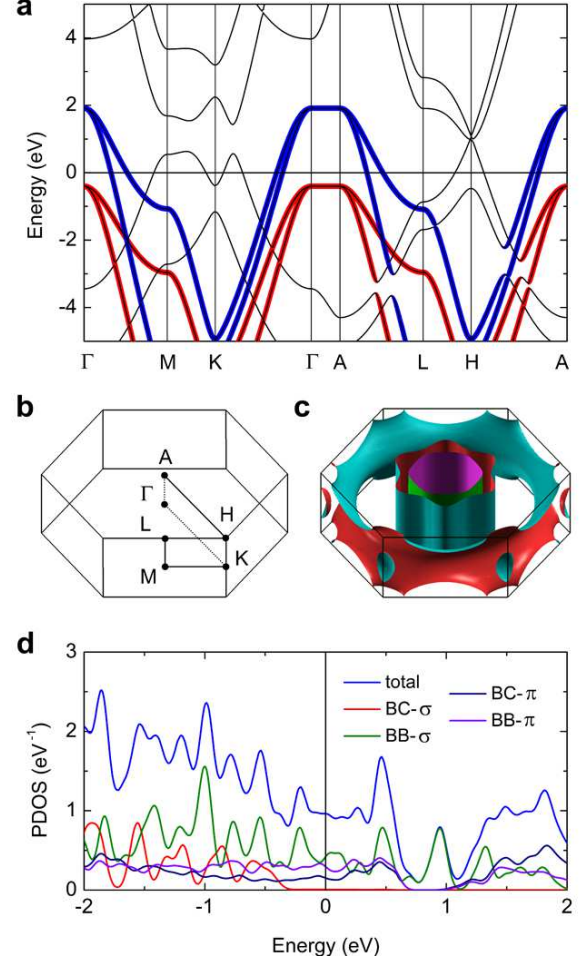 a
4
2
0
-2
-4
Energy (eV)
Γ M K Γ A L H A
b
c
A
Γ
L
H
M
K
d
3
2
1
0
PDOS (eV⁻¹)
total
BC-σ
BB-σ
BC-π
BB-π
-2 -1 0 1 2
Energy (eV)